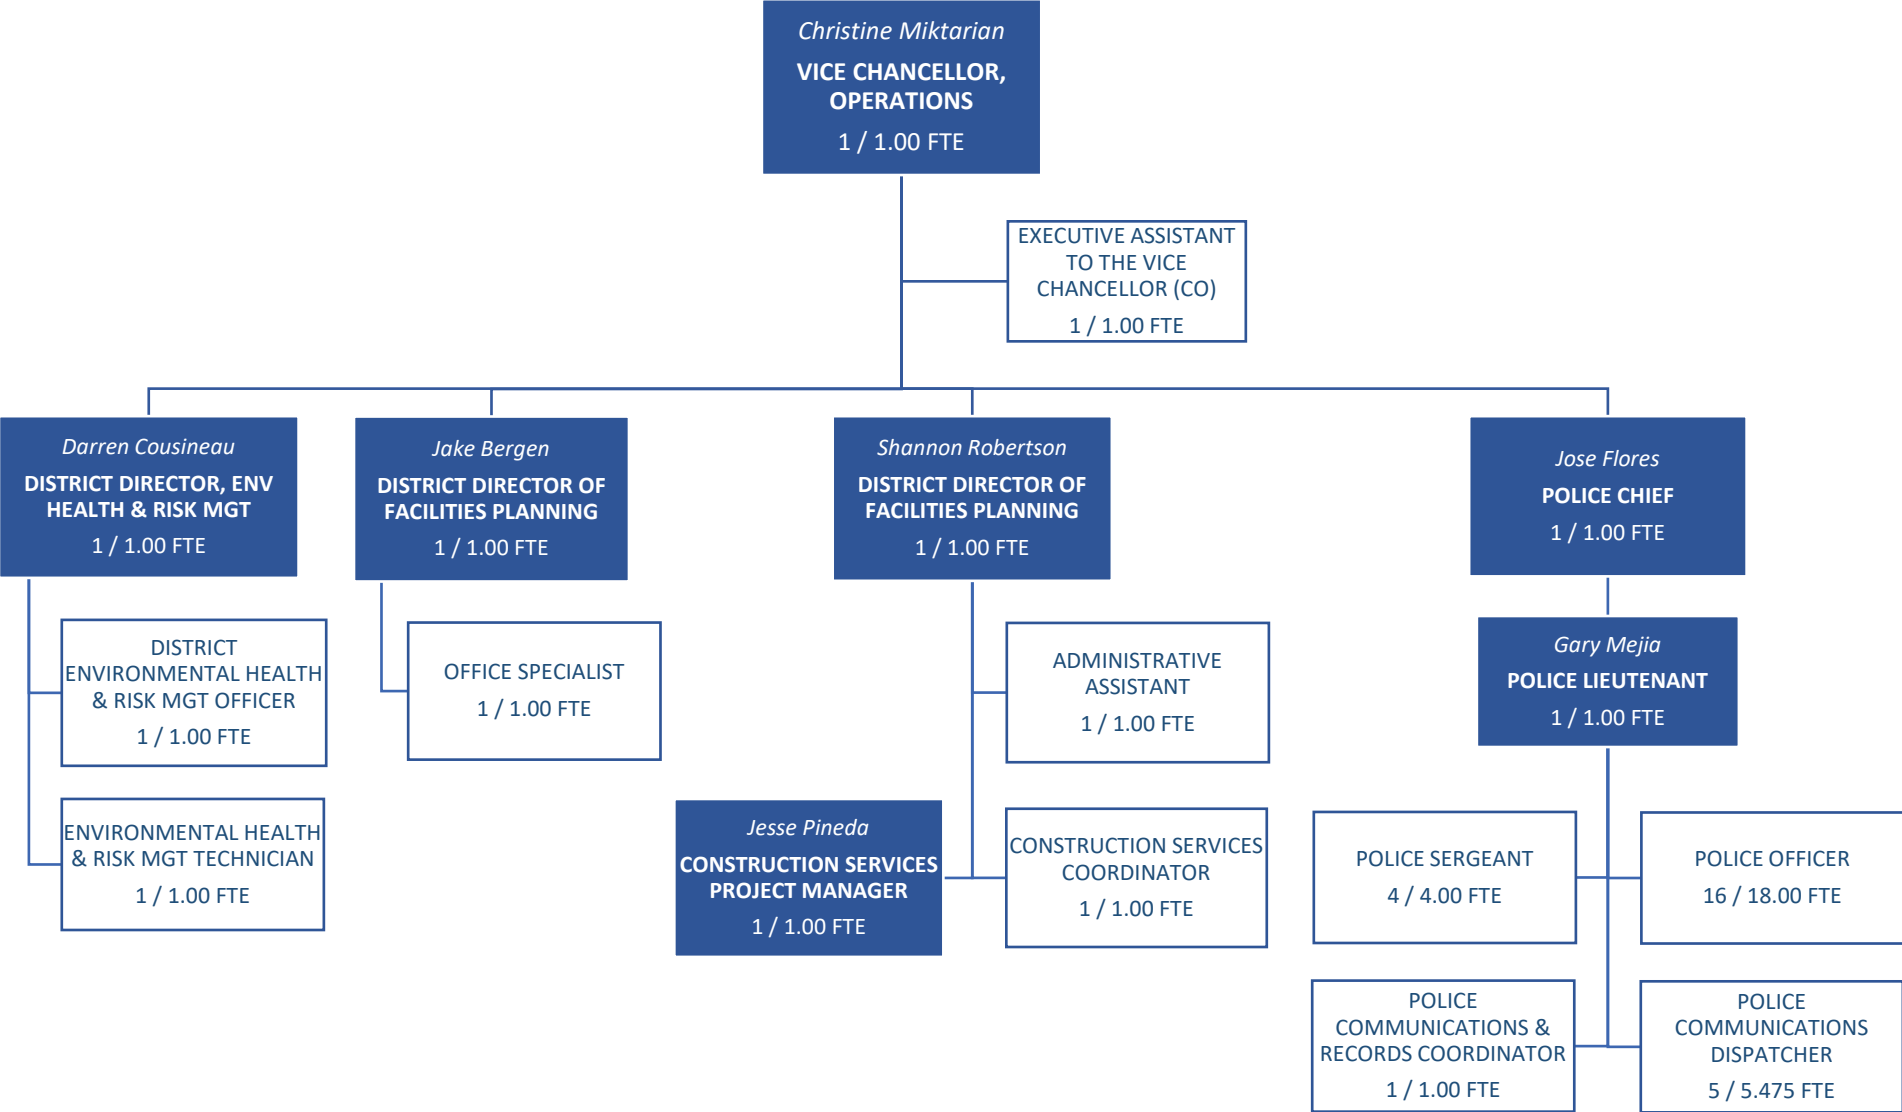 Christine Miktarian
VICE CHANCELLOR,
OPERATIONS
1 / 1.00 FTE
EXECUTIVE ASSISTANT
TO THE VICE
CHANCELLOR (CO)
1 / 1.00 FTE
Darren Cousineau
DISTRICT DIRECTOR, ENV
HEALTH & RISK MGT
1 / 1.00 FTE
Jake Bergen
DISTRICT DIRECTOR OF
FACILITIES PLANNING
1 / 1.00 FTE
Shannon Robertson
DISTRICT DIRECTOR OF
FACILITIES PLANNING
1 / 1.00 FTE
Jose Flores
POLICE CHIEF
1 / 1.00 FTE
DISTRICT
ENVIRONMENTAL HEALTH
& RISK MGT OFFICER
1 / 1.00 FTE
OFFICE SPECIALIST
1 / 1.00 FTE
ADMINISTRATIVE
ASSISTANT
1 / 1.00 FTE
Gary Mejia
POLICE LIEUTENANT
1 / 1.00 FTE
ENVIRONMENTAL HEALTH
& RISK MGT TECHNICIAN
1 / 1.00 FTE
Jesse Pineda
CONSTRUCTION SERVICES
PROJECT MANAGER
1 / 1.00 FTE
CONSTRUCTION SERVICES
COORDINATOR
1 / 1.00 FTE
POLICE SERGEANT
4 / 4.00 FTE
POLICE OFFICER
16 / 18.00 FTE
POLICE
COMMUNICATIONS &
RECORDS COORDINATOR
1 / 1.00 FTE
POLICE
COMMUNICATIONS
DISPATCHER
5 / 5.475 FTE